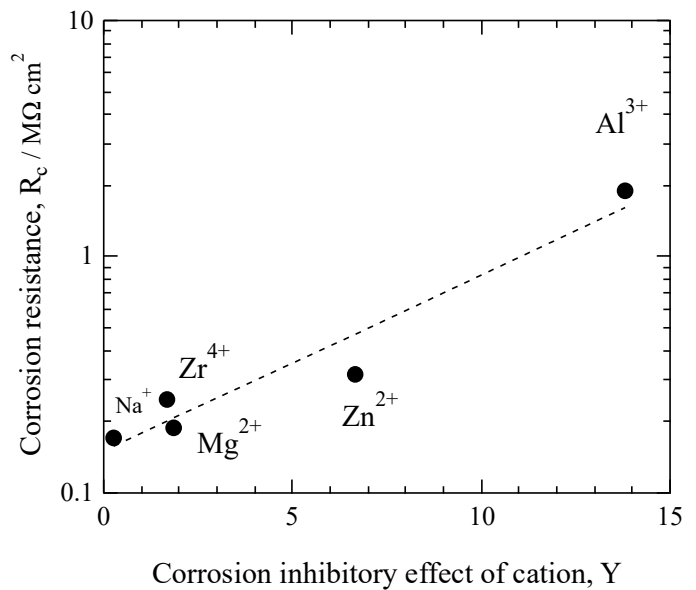 10
Al³⁺
1
Zr⁴⁺
Na⁺
Mg²⁺
Zn²⁺
0.1
0 5 10 15
Corrosion resistance, R_c / MΩ cm²
Corrosion inhibitory effect of cation, Y